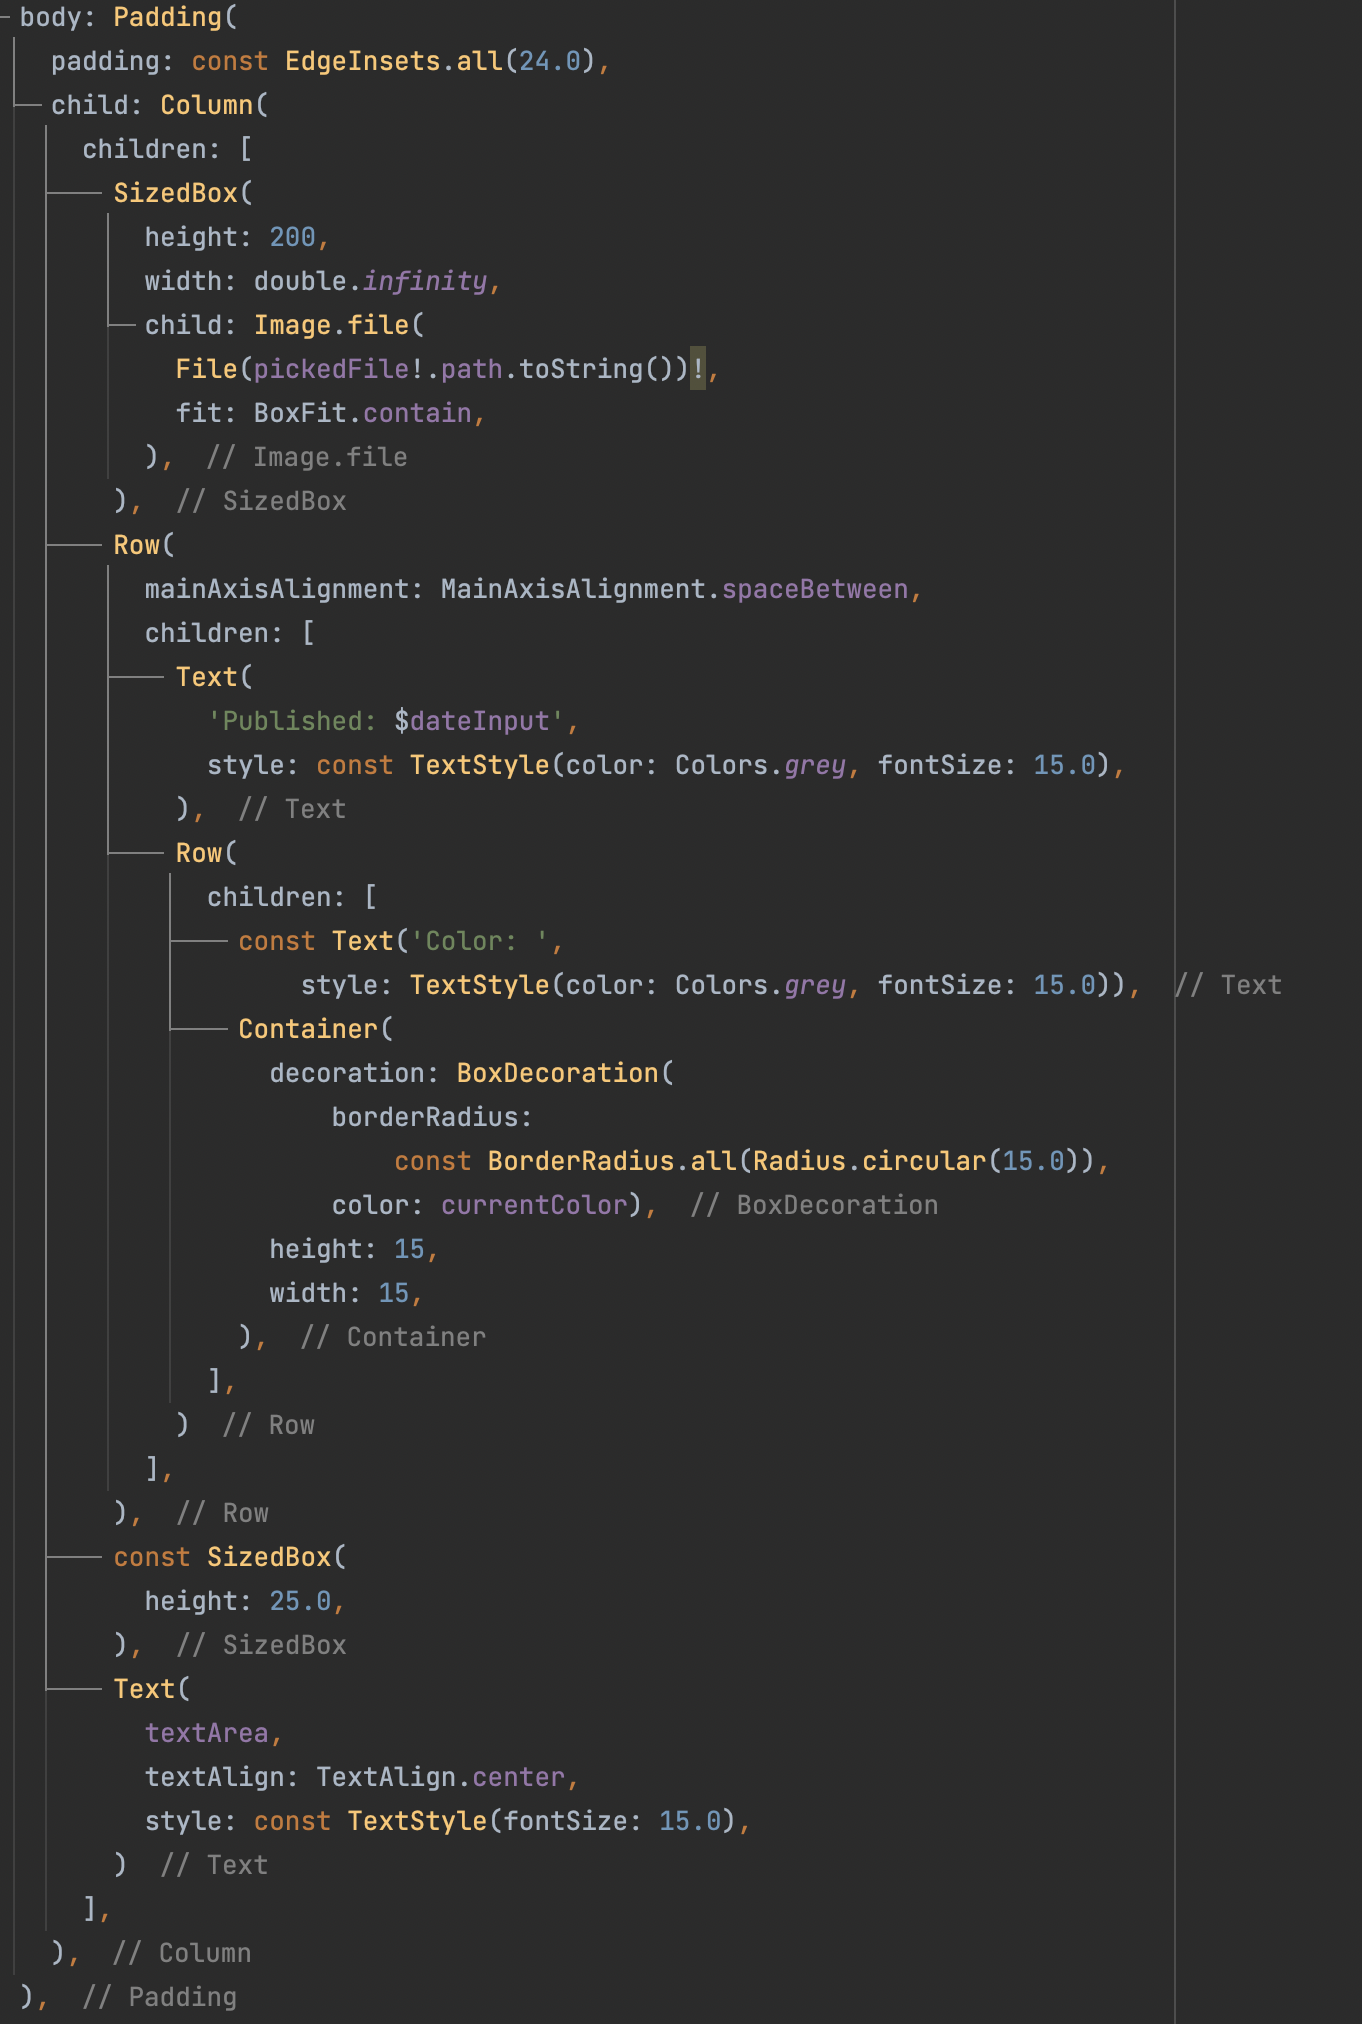 body: Padding(
  padding: const EdgeInsets.all(24.0),
  child: Column(
    children: [
      SizedBox(
        height: 200,
        width: double.infinity,
        child: Image.file(
          File(pickedFile!.path.toString())!,
          fit: BoxFit.contain,
        ),  // Image.file
      ),  // SizedBox
      Row(
        mainAxisAlignment: MainAxisAlignment.spaceBetween,
        children: [
          Text(
            'Published: $dateInput',
            style: const TextStyle(color: Colors.grey, fontSize: 15.0),
          ),  // Text
          Row(
            children: [
              const Text('Color: ',
                  style: TextStyle(color: Colors.grey, fontSize: 15.0)),  // Text
              Container(
                decoration: BoxDecoration(
                    borderRadius:
                        const BorderRadius.all(Radius.circular(15.0)),
                    color: currentColor),  // BoxDecoration
                height: 15,
                width: 15,
              ),  // Container
            ],
          )  // Row
        ],
      ),  // Row
      const SizedBox(
        height: 25.0,
      ),  // SizedBox
      Text(
        textArea,
        textAlign: TextAlign.center,
        style: const TextStyle(fontSize: 15.0),
      )  // Text
    ],
  ),  // Column
),  // Padding